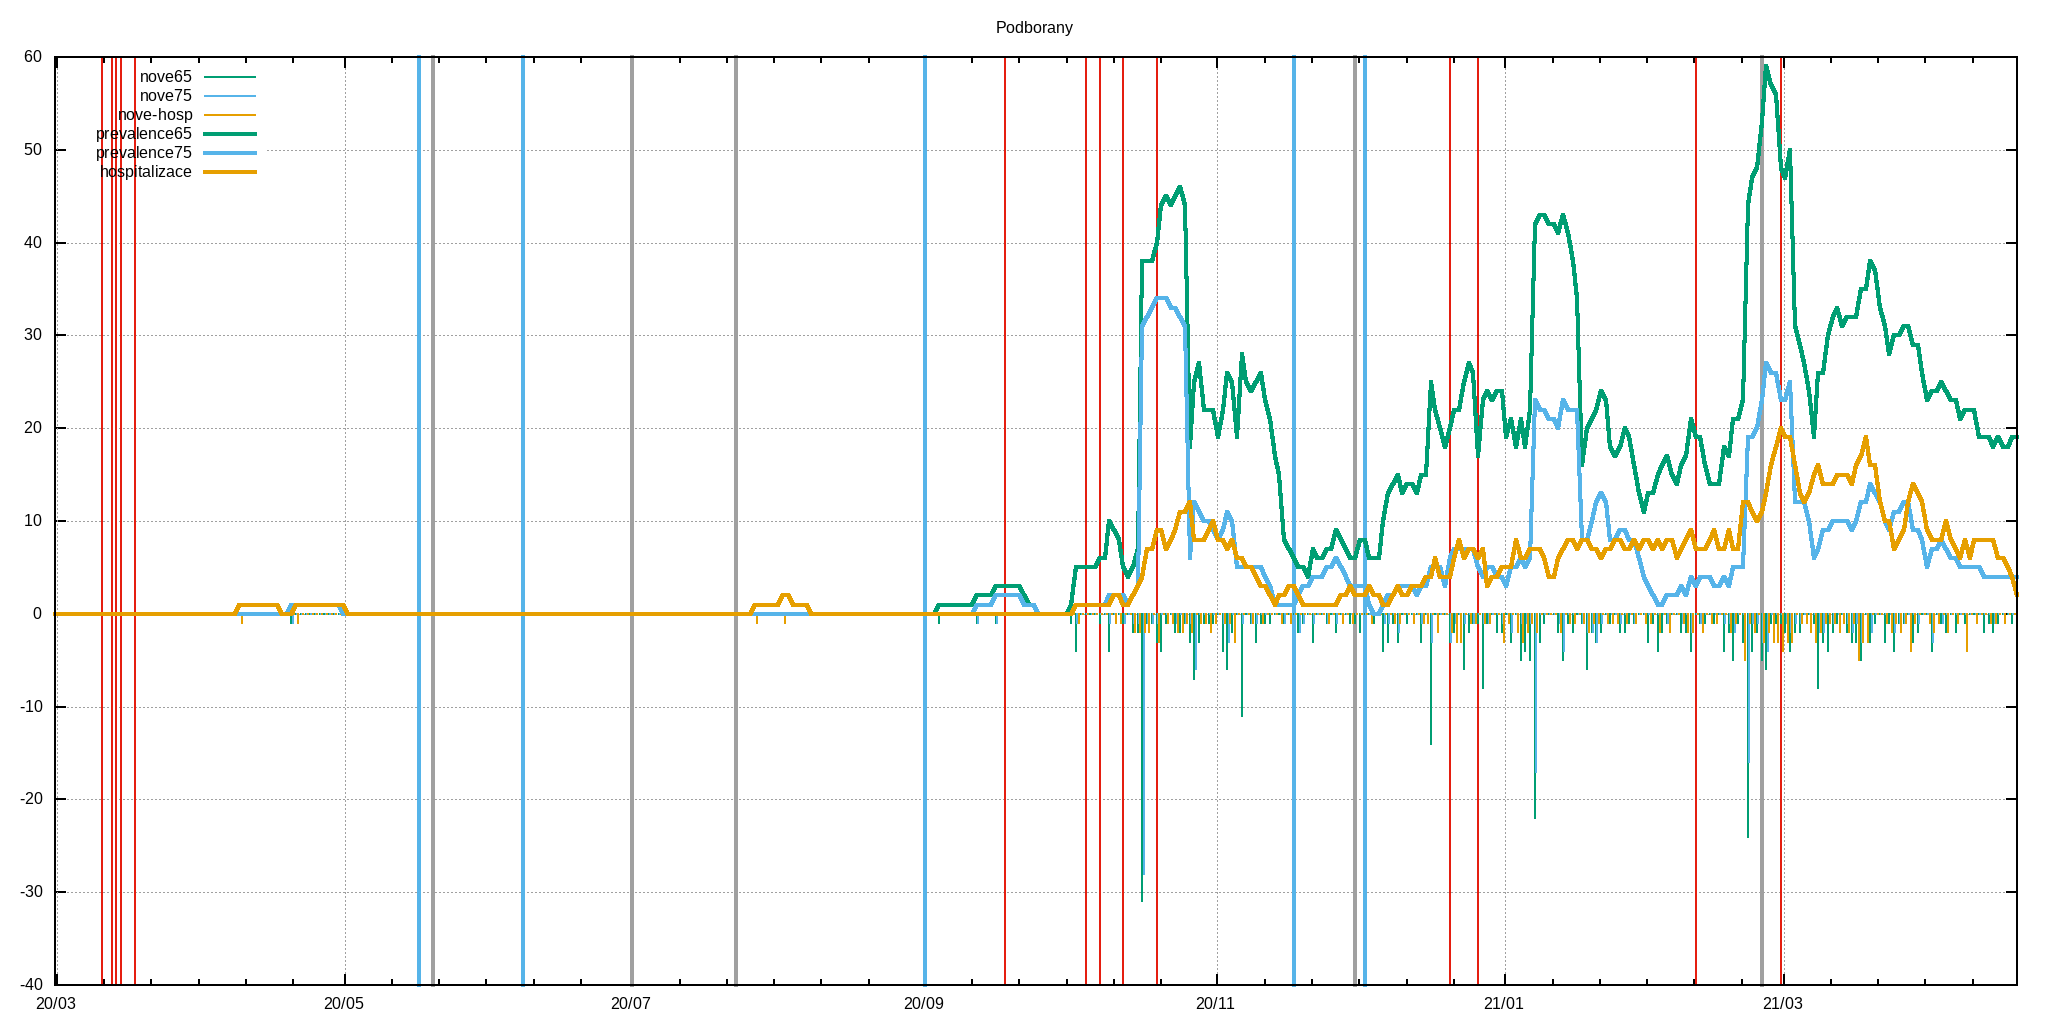 Podborany
60
nove65
nove75
nove-hosp
prevalence65
50
prevalence75
hospitalizace
40
30
20
10
0
-10
-20
-30
-40
20/03 20/05 20/07 20/09 20/11 21/01 21/03